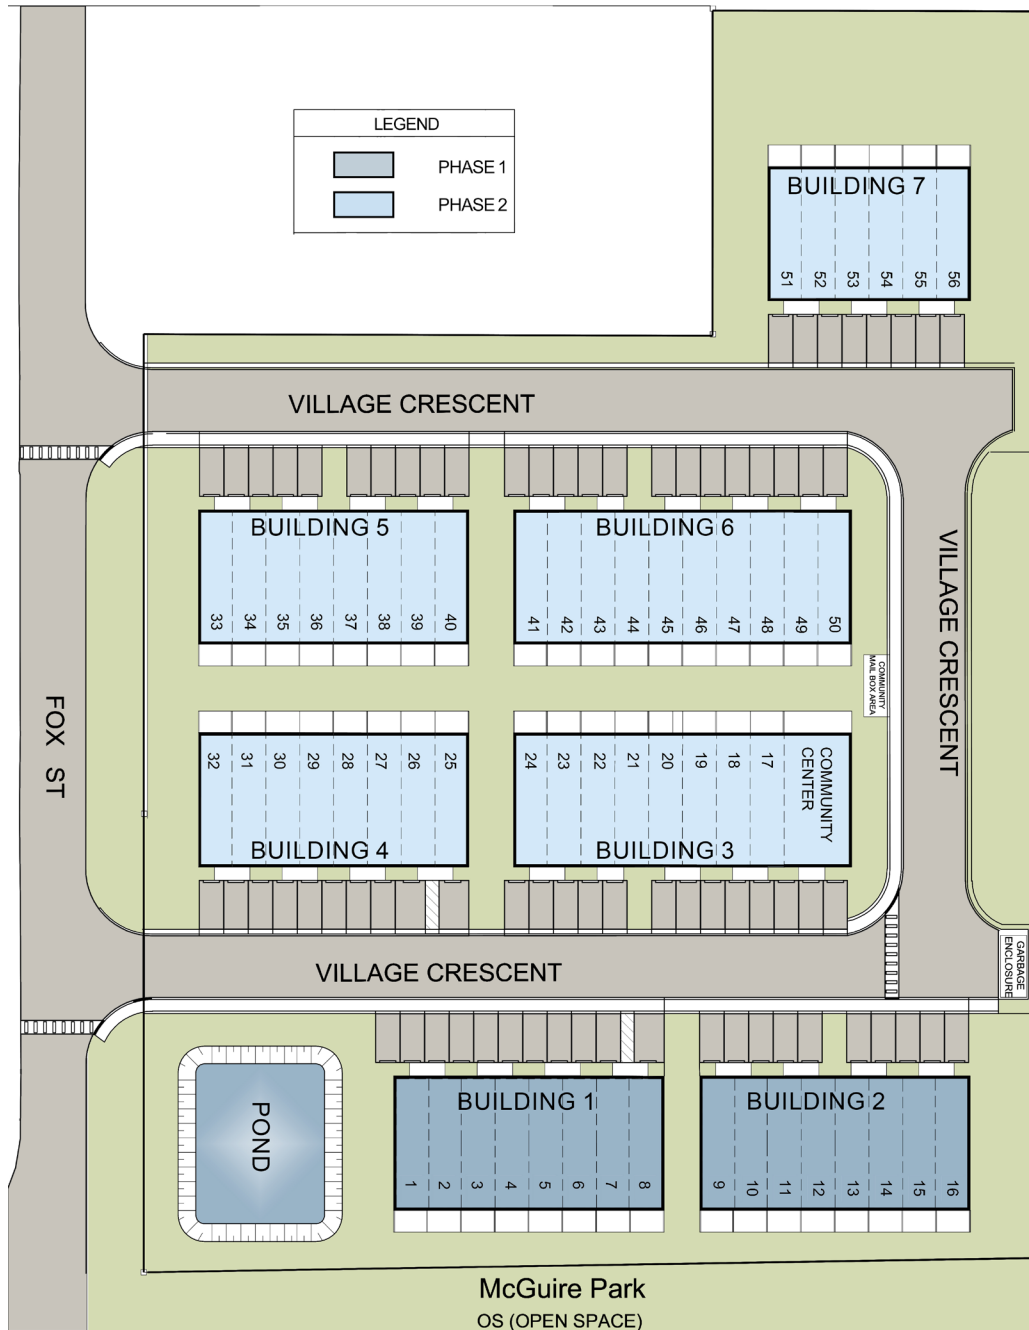 LEGEND
PHASE 1
PHASE 2
BUILDING 7
51 52 53 54 55 56
VILLAGE CRESCENT
BUILDING 5
33 34 35 36 37 38 39 40
BUILDING 6
41 42 43 44 45 46 47 48 49 50
VILLAGE CRESCENT
COMMUNITY
MAIL BOX AREA
FOX ST
32 31 30 29 28 27 26 25
BUILDING 4
24 23 22 21 20 19 18 17
COMMUNITY
CENTER
BUILDING 3
GARBAGE
ENCLOSURE
VILLAGE CRESCENT
POND
BUILDING 1
1 2 3 4 5 6 7 8
BUILDING 2
9 10 11 12 13 14 15 16
McGuire Park
OS (OPEN SPACE)